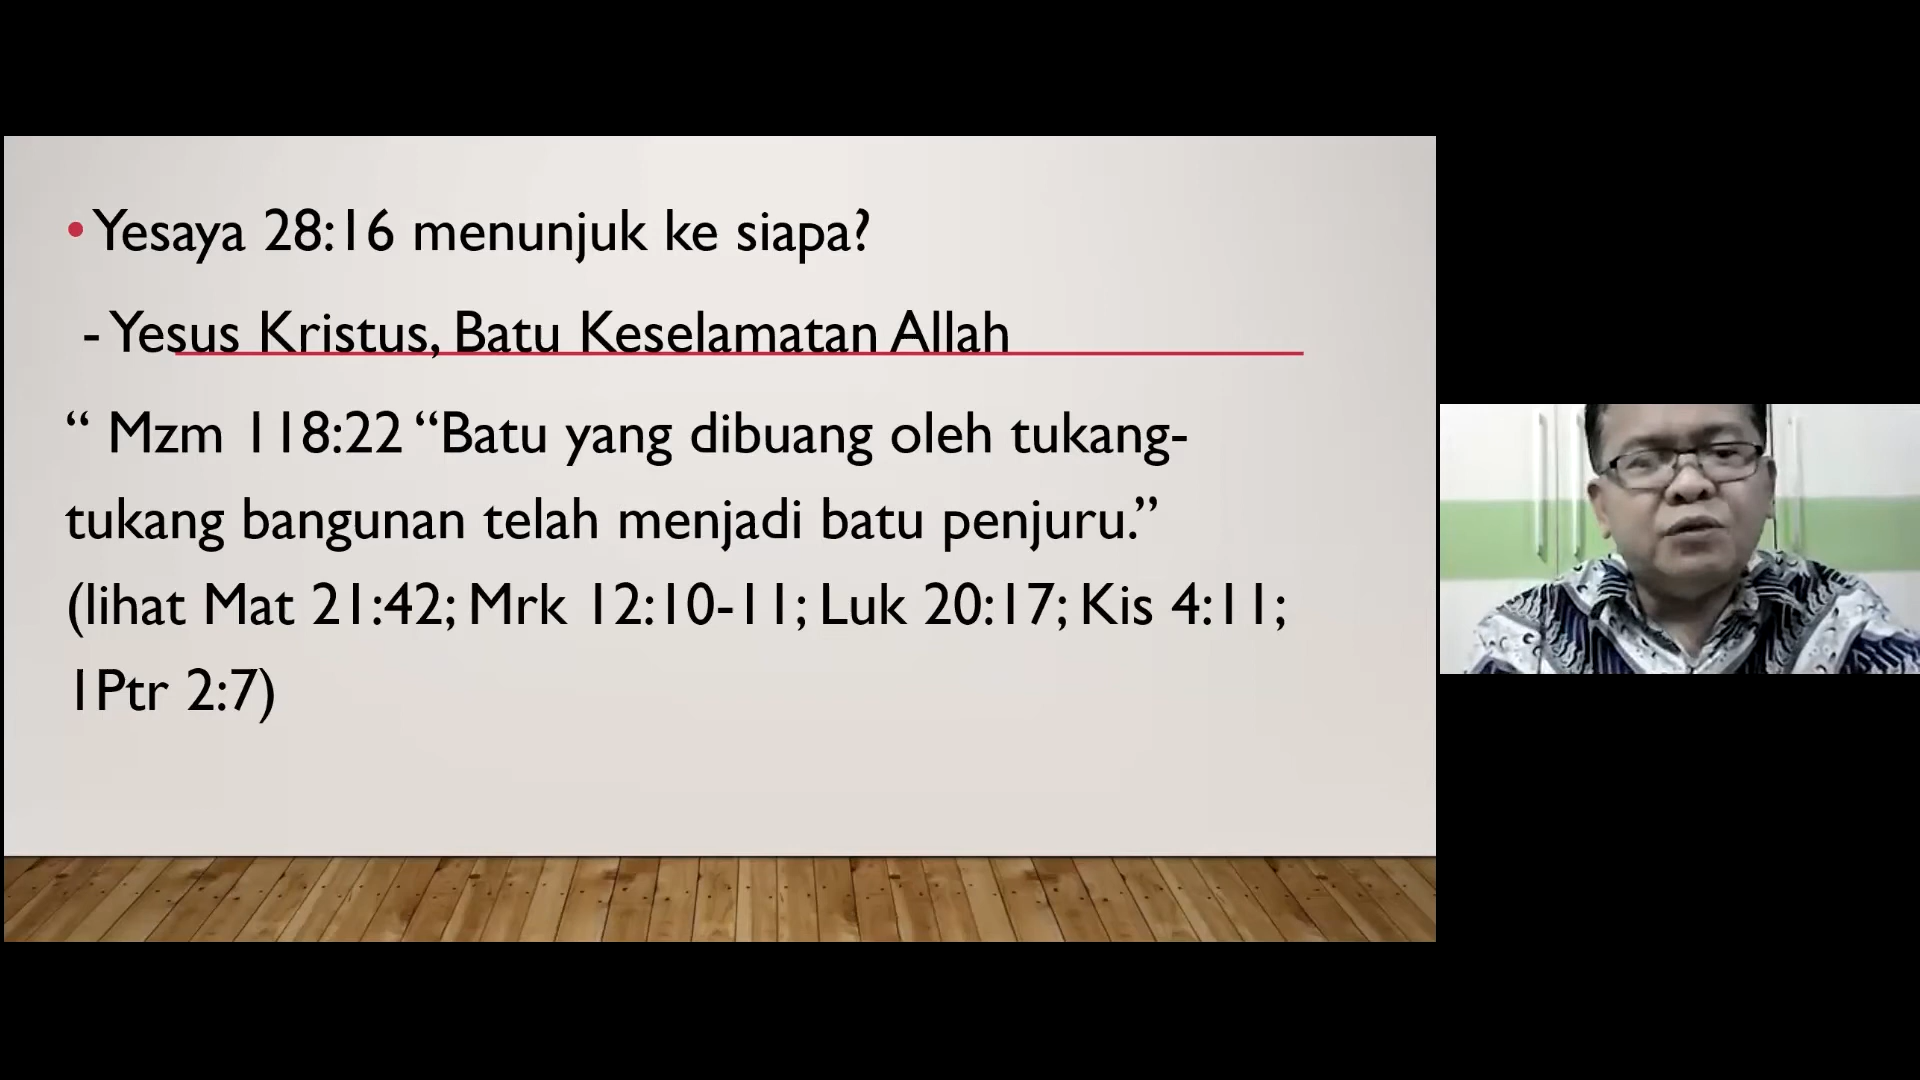 • Yesaya 28:16 menunjuk ke siapa?
- Yesus Kristus, Batu Keselamatan Allah
“ Mzm 118:22 “Batu yang dibuang oleh tukang-
tukang bangunan telah menjadi batu penjuru.”
(lihat Mat 21:42; Mrk 12:10-11; Luk 20:17; Kis 4:11;
1Ptr 2:7)